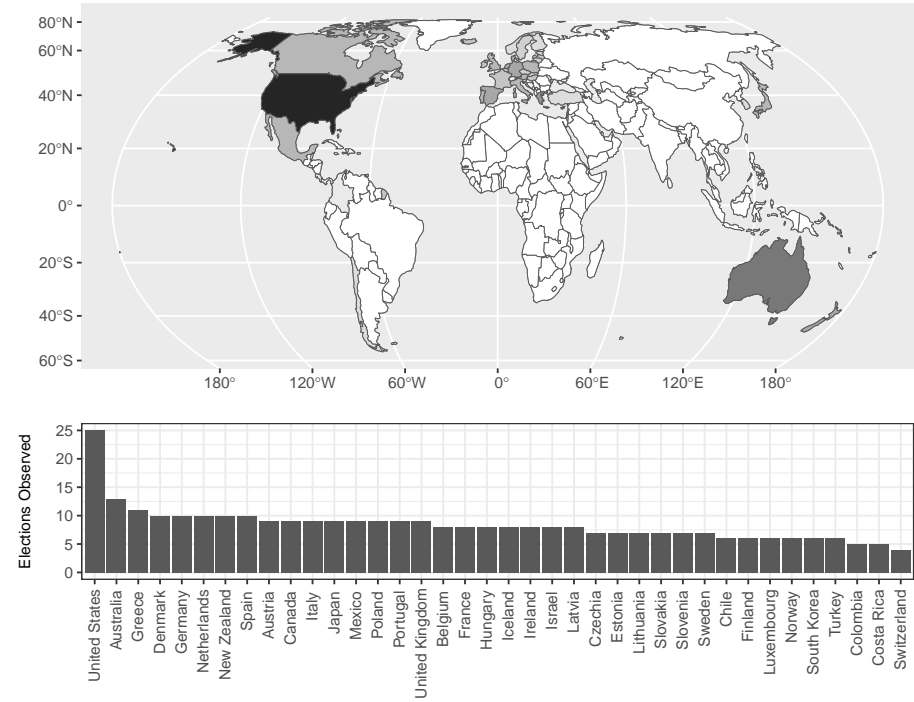 80°N
60°N
40°N
20°N
0°
20°S
40°S
60°S
180° 120°W 60°W 0° 60°E 120°E 180°
Elections Observed
25
20
15
10
5
0
United States
Australia
Greece
Denmark
Germany
Netherlands
New Zealand
Spain
Austria
Canada
Italy
Japan
Mexico
Poland
Portugal
United Kingdom
Belgium
France
Hungary
Iceland
Ireland
Israel
Latvia
Czechia
Estonia
Lithuania
Slovakia
Slovenia
Sweden
Chile
Finland
Luxembourg
Norway
South Korea
Turkey
Colombia
Costa Rica
Switzerland